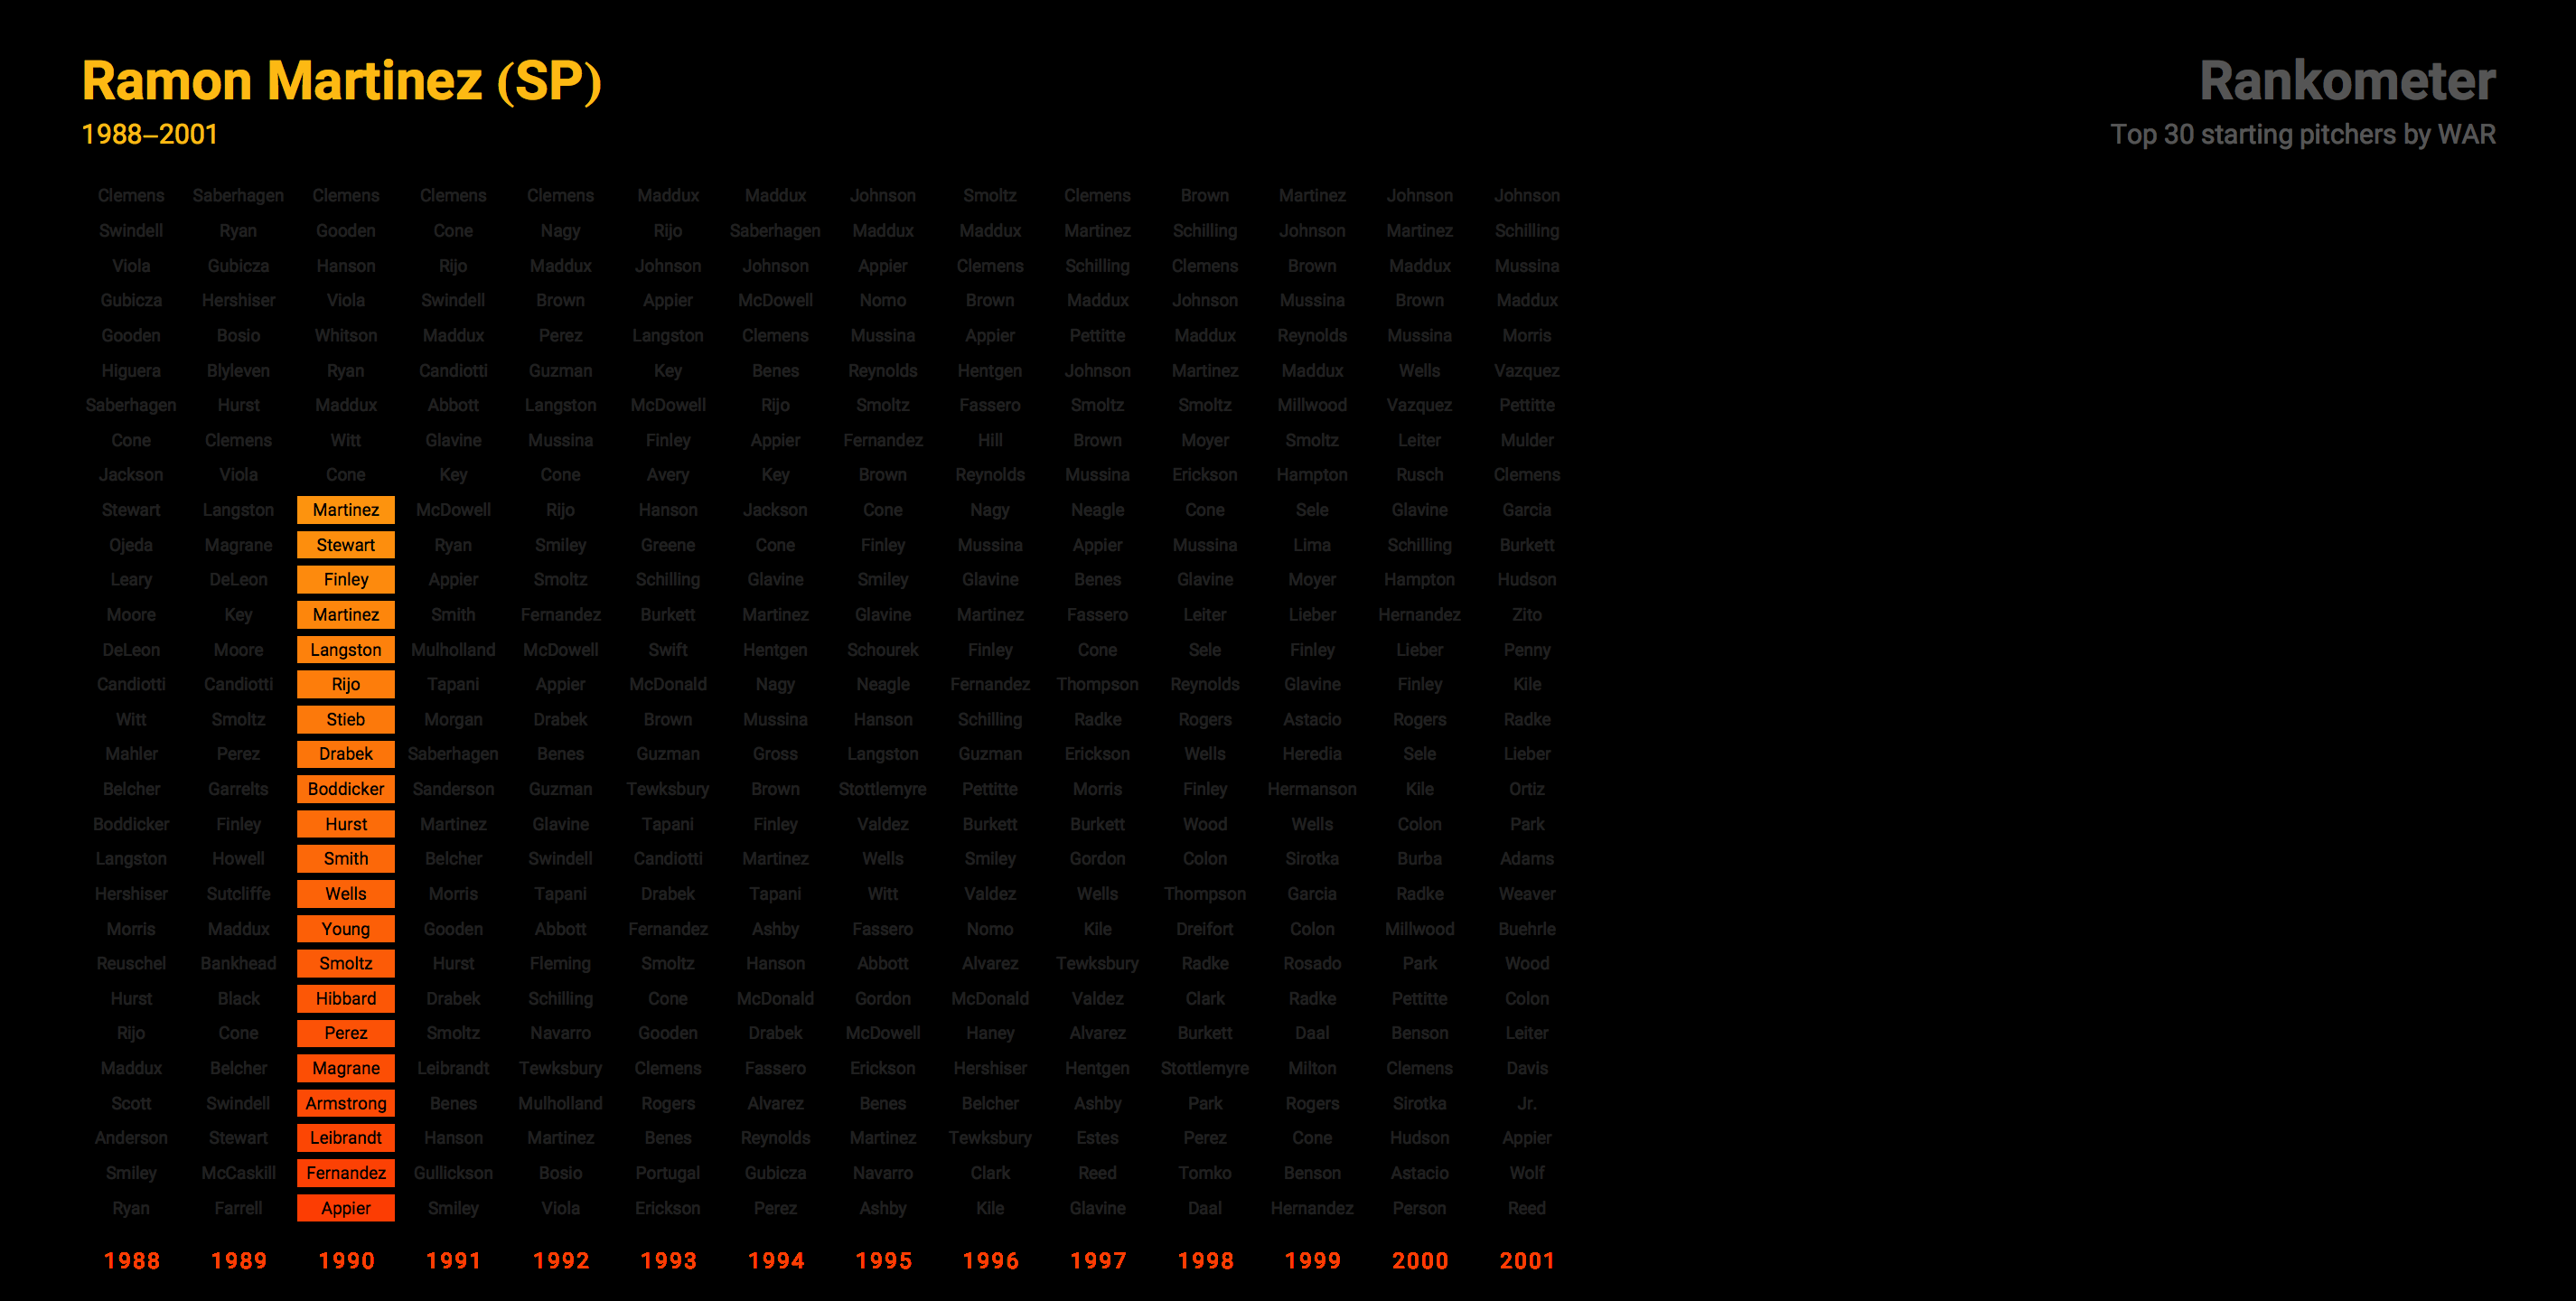 Ramon Martinez (SP)
1988–2001
Rankometer
Top 30 starting pitchers by WAR
Clemens Saberhagen Clemens Clemens Clemens Maddux Maddux Johnson Smoltz Clemens Brown Martinez Johnson Johnson
Swindell Ryan Gooden Cone Nagy Rijo Saberhagen Maddux Maddux Martinez Schilling Johnson Martinez Schilling
Viola Gubicza Hanson Rijo Maddux Johnson Johnson Appier Clemens Schilling Clemens Brown Maddux Mussina
Gubicza Hershiser Viola Swindell Brown Appier McDowell Nomo Brown Maddux Johnson Mussina Brown Maddux
Gooden Bosio Whitson Maddux Perez Langston Clemens Mussina Appier Pettitte Maddux Reynolds Mussina Morris
Higuera Blyleven Ryan Candiotti Guzman Key Benes Reynolds Hentgen Johnson Martinez Maddux Wells Vazquez
Saberhagen Hurst Maddux Abbott Langston McDowell Rijo Smoltz Fassero Smoltz Smoltz Millwood Vazquez Pettitte
Cone Clemens Witt Glavine Mussina Finley Appier Fernandez Hill Brown Moyer Smoltz Leiter Mulder
Jackson Viola Cone Key Cone Avery Key Brown Reynolds Mussina Erickson Hampton Rusch Clemens
Stewart Langston Martinez McDowell Rijo Hanson Jackson Cone Nagy Neagle Cone Sele Glavine Garcia
Ojeda Magrane Stewart Ryan Smiley Greene Cone Finley Mussina Appier Mussina Lima Schilling Burkett
Leary DeLeon Finley Appier Smoltz Schilling Glavine Smiley Glavine Benes Glavine Moyer Hampton Hudson
Moore Key Martinez Smith Fernandez Burkett Martinez Glavine Martinez Fassero Leiter Lieber Hernandez Zito
DeLeon Moore Langston Mulholland McDowell Swift Hentgen Schourek Finley Cone Sele Finley Lieber Penny
Candiotti Candiotti Rijo Tapani Appier McDonald Nagy Neagle Fernandez Thompson Reynolds Glavine Finley Kile
Witt Smoltz Stieb Morgan Drabek Brown Mussina Hanson Schilling Radke Rogers Astacio Rogers Radke
Mahler Perez Drabek Saberhagen Benes Guzman Gross Langston Guzman Erickson Wells Heredia Sele Lieber
Belcher Garrelts Boddicker Sanderson Guzman Tewksbury Brown Stottlemyre Pettitte Morris Finley Hermanson Kile Ortiz
Boddicker Finley Hurst Martinez Glavine Tapani Finley Valdez Burkett Burkett Wood Wells Colon Park
Langston Howell Smith Belcher Swindell Candiotti Martinez Wells Smiley Gordon Colon Sirotka Burba Adams
Hershiser Sutcliffe Wells Morris Tapani Drabek Tapani Witt Valdez Wells Thompson Garcia Radke Weaver
Morris Maddux Young Gooden Abbott Fernandez Ashby Fassero Nomo Kile Dreifort Colon Millwood Buehrle
Reuschel Bankhead Smoltz Hurst Fleming Smoltz Hanson Abbott Alvarez Tewksbury Radke Rosado Park Wood
Hurst Black Hibbard Drabek Schilling Cone McDonald Gordon McDonald Valdez Clark Radke Pettitte Colon
Rijo Cone Perez Smoltz Navarro Gooden Drabek McDowell Haney Alvarez Burkett Daal Benson Leiter
Maddux Belcher Magrane Leibrandt Tewksbury Clemens Fassero Erickson Hershiser Hentgen Stottlemyre Milton Clemens Davis
Scott Swindell Armstrong Benes Mulholland Rogers Alvarez Benes Belcher Ashby Park Rogers Sirotka Jr.
Anderson Stewart Leibrandt Hanson Martinez Benes Reynolds Martinez Tewksbury Estes Perez Cone Hudson Appier
Smiley McCaskill Fernandez Gullickson Bosio Portugal Gubicza Navarro Clark Reed Tomko Benson Astacio Wolf
Ryan Farrell Appier Smiley Viola Erickson Perez Ashby Kile Glavine Daal Hernandez Person Reed
1988 1989 1990 1991 1992 1993 1994 1995 1996 1997 1998 1999 2000 2001